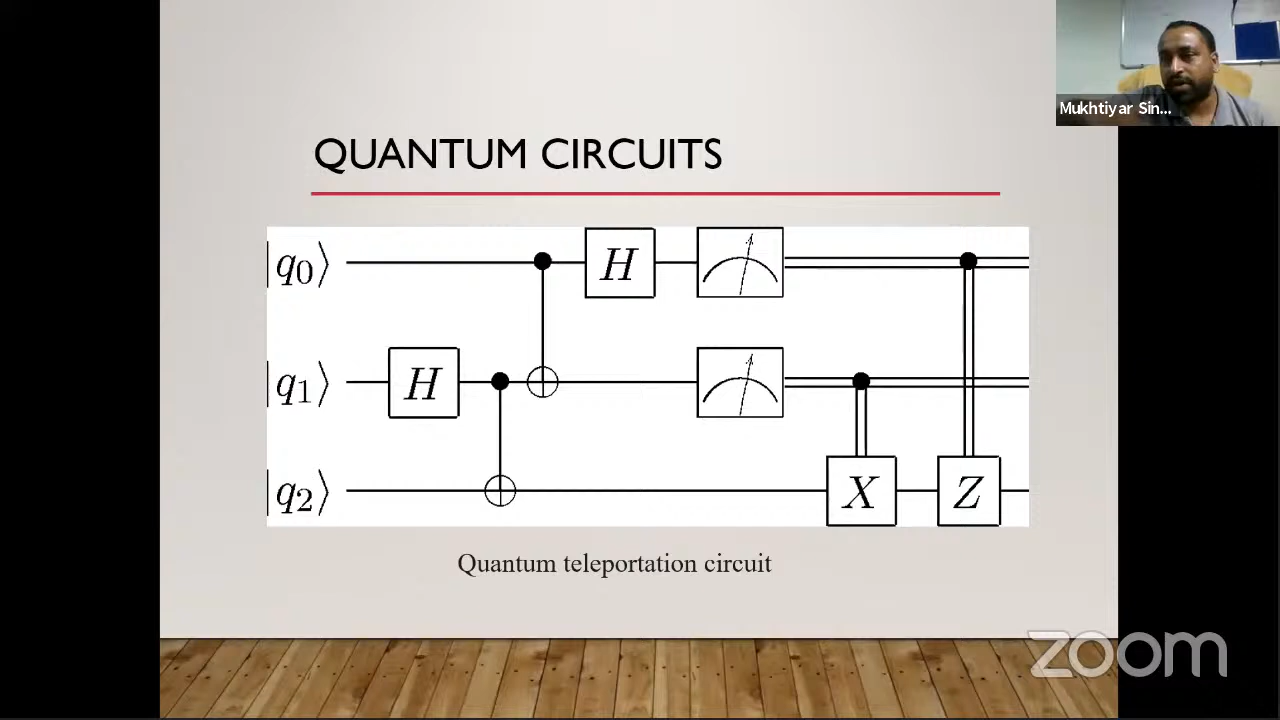 Mukhtiyar Sin...
QUANTUM CIRCUITS
|q₀⟩
H
|q₁⟩
H
|q₂⟩
X
Z
Quantum teleportation circuit
zoom